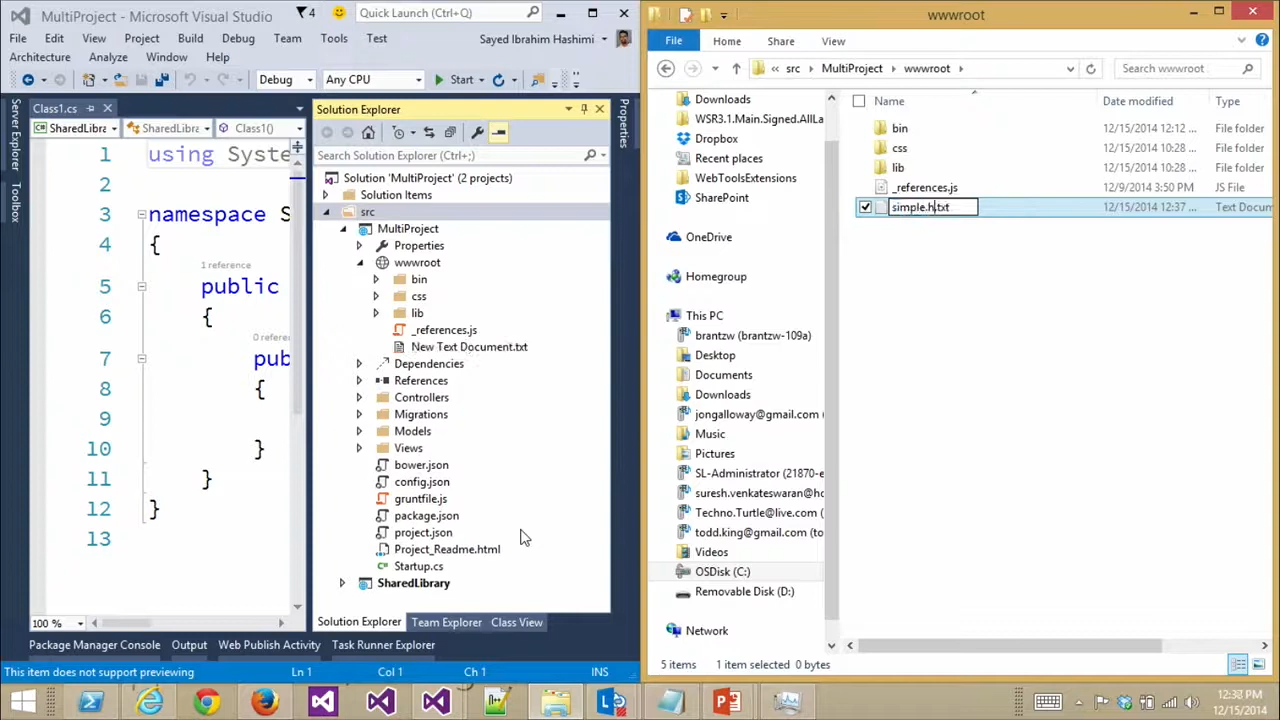 MultiProject - Microsoft Visual Studio
4
Quick Launch (Ctrl+Q)
File Edit View Project Build Debug Team Tools Test
Sayed Ibrahim Hashimi
Architecture Analyze Window Help
Debug Any CPU Start
Class1.cs
SharedLibra SharedLibrar Class1()
Server Explorer
Toolbox
1 using Syste
2
3 namespace S
4 {
1 reference
5 public
6 {
0 referen
7 pub
8 {
9
10 }
11 }
12 }
13
100 %
Solution Explorer
Search Solution Explorer (Ctrl+;)
Solution 'MultiProject' (2 projects)
Solution Items
src
MultiProject
Properties
wwwroot
bin
css
lib
_references.js
New Text Document.txt
Dependencies
References
Controllers
Migrations
Models
Views
bower.json
config.json
gruntfile.js
package.json
project.json
Project_Readme.html
Startup.cs
SharedLibrary
Solution Explorer Team Explorer Class View
Properties
Package Manager Console Output Web Publish Activity Task Runner Explorer
This item does not support previewing Ln 1 Col 1 Ch 1 INS
wwwroot
File Home Share View
src MultiProject wwwroot
Search wwwroot
Downloads
WSR3.1.Main.Signed.AllLa
Dropbox
Recent places
WebToolsExtensions
SharePoint
OneDrive
Homegroup
This PC
brantzw (brantzw-109a)
Desktop
Documents
Downloads
jongalloway@gmail.com
Music
Pictures
SL-Administrator (21870-e
suresh.venkateswaran@ho
Techno.Turtle@live.com
todd.king@gmail.com
Videos
OSDisk (C:)
Removable Disk (D:)
Network
Name Date modified Type
bin 12/15/2014 12:12 ... File folder
css 12/15/2014 10:28 ... File folder
lib 12/15/2014 10:28 ... File folder
_references.js 12/9/2014 3:50 PM JS File
simple.h.txt 12/15/2014 12:37 ... Text Docum
5 items 1 item selected 0 bytes
12:38 PM
12/15/2014